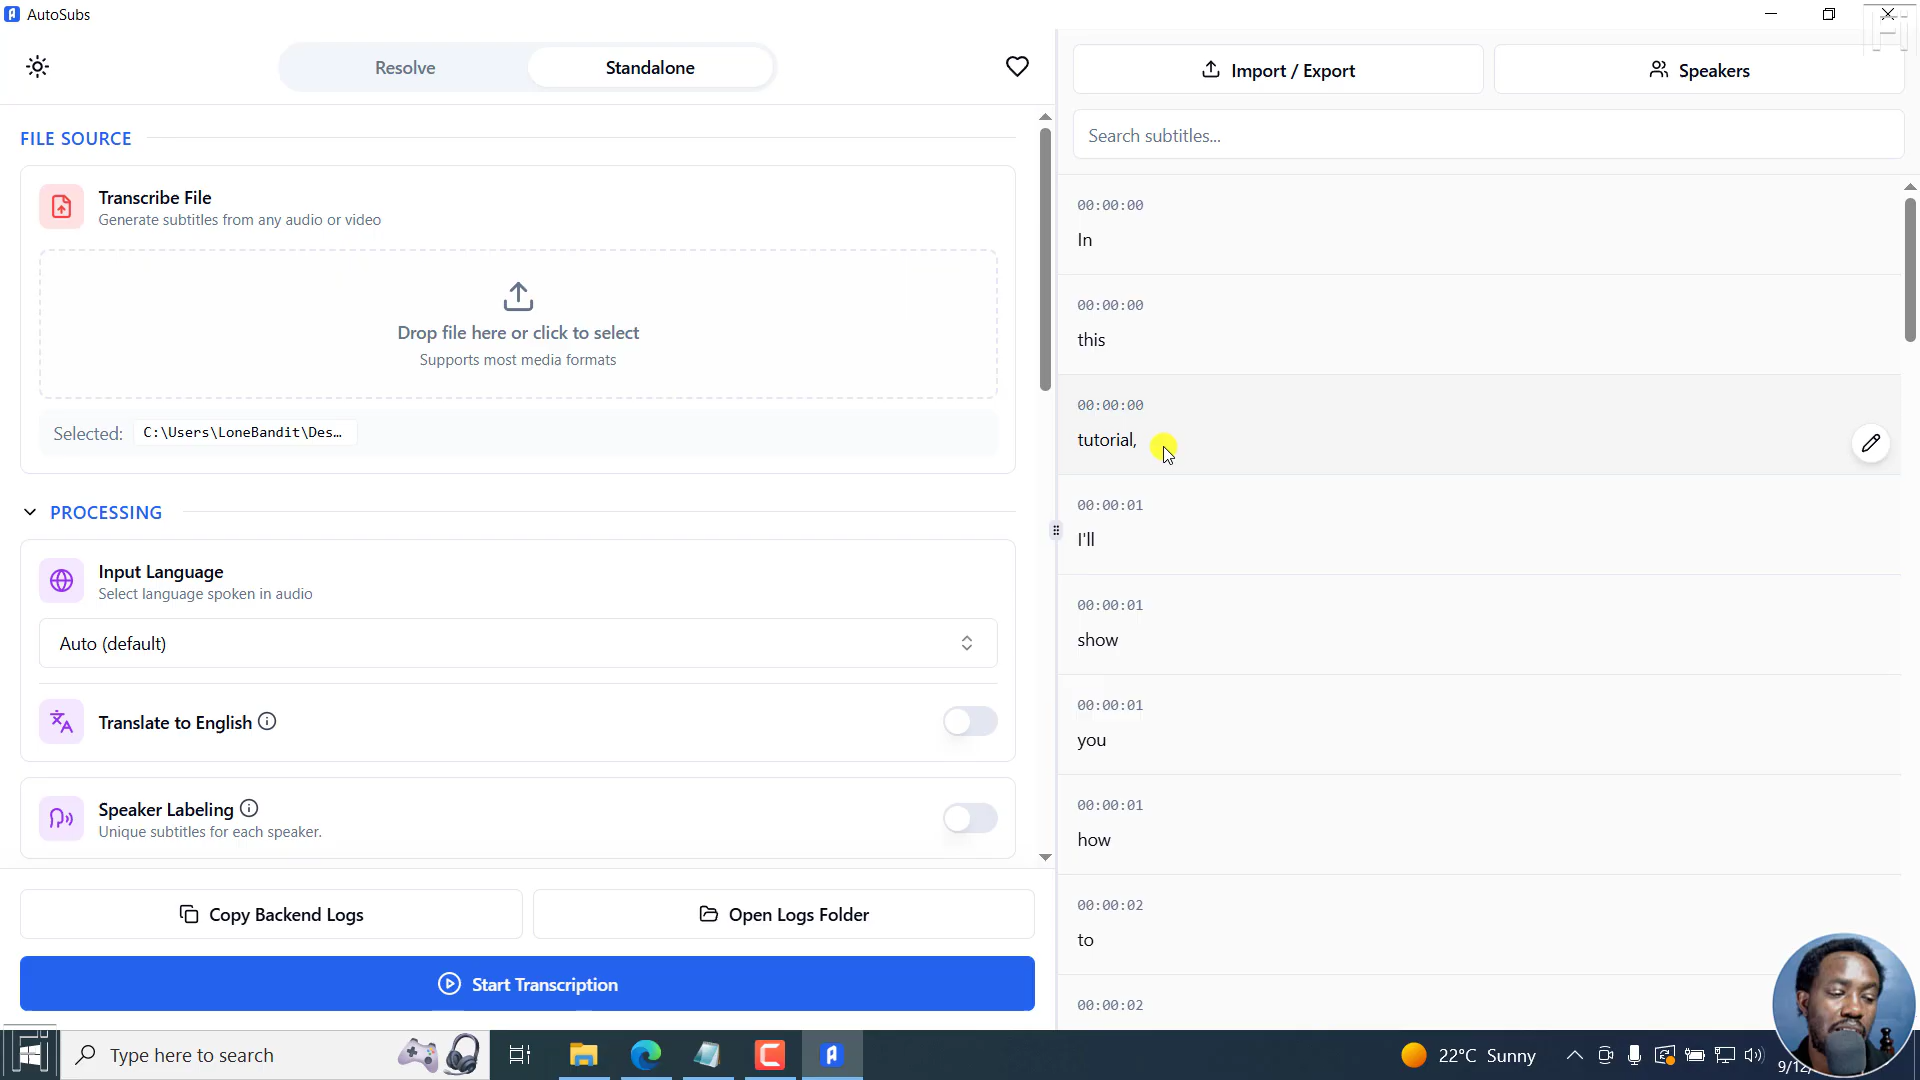 AutoSubs
Resolve
Standalone
Import / Export
Speakers
Search subtitles...
FILE SOURCE
Transcribe File
Generate subtitles from any audio or video
Drop file here or click to select
Supports most media formats
Selected: C:\Users\LoneBandit\Des…
PROCESSING
Input Language
Select language spoken in audio
Auto (default)
Translate to English
Speaker Labeling
Unique subtitles for each speaker.
Copy Backend Logs
Open Logs Folder
Start Transcription
00:00:00
In
00:00:00
this
00:00:00
tutorial,
00:00:01
I'll
00:00:01
show
00:00:01
you
00:00:01
how
00:00:02
to
00:00:02
Type here to search
22°C Sunny
9/12/